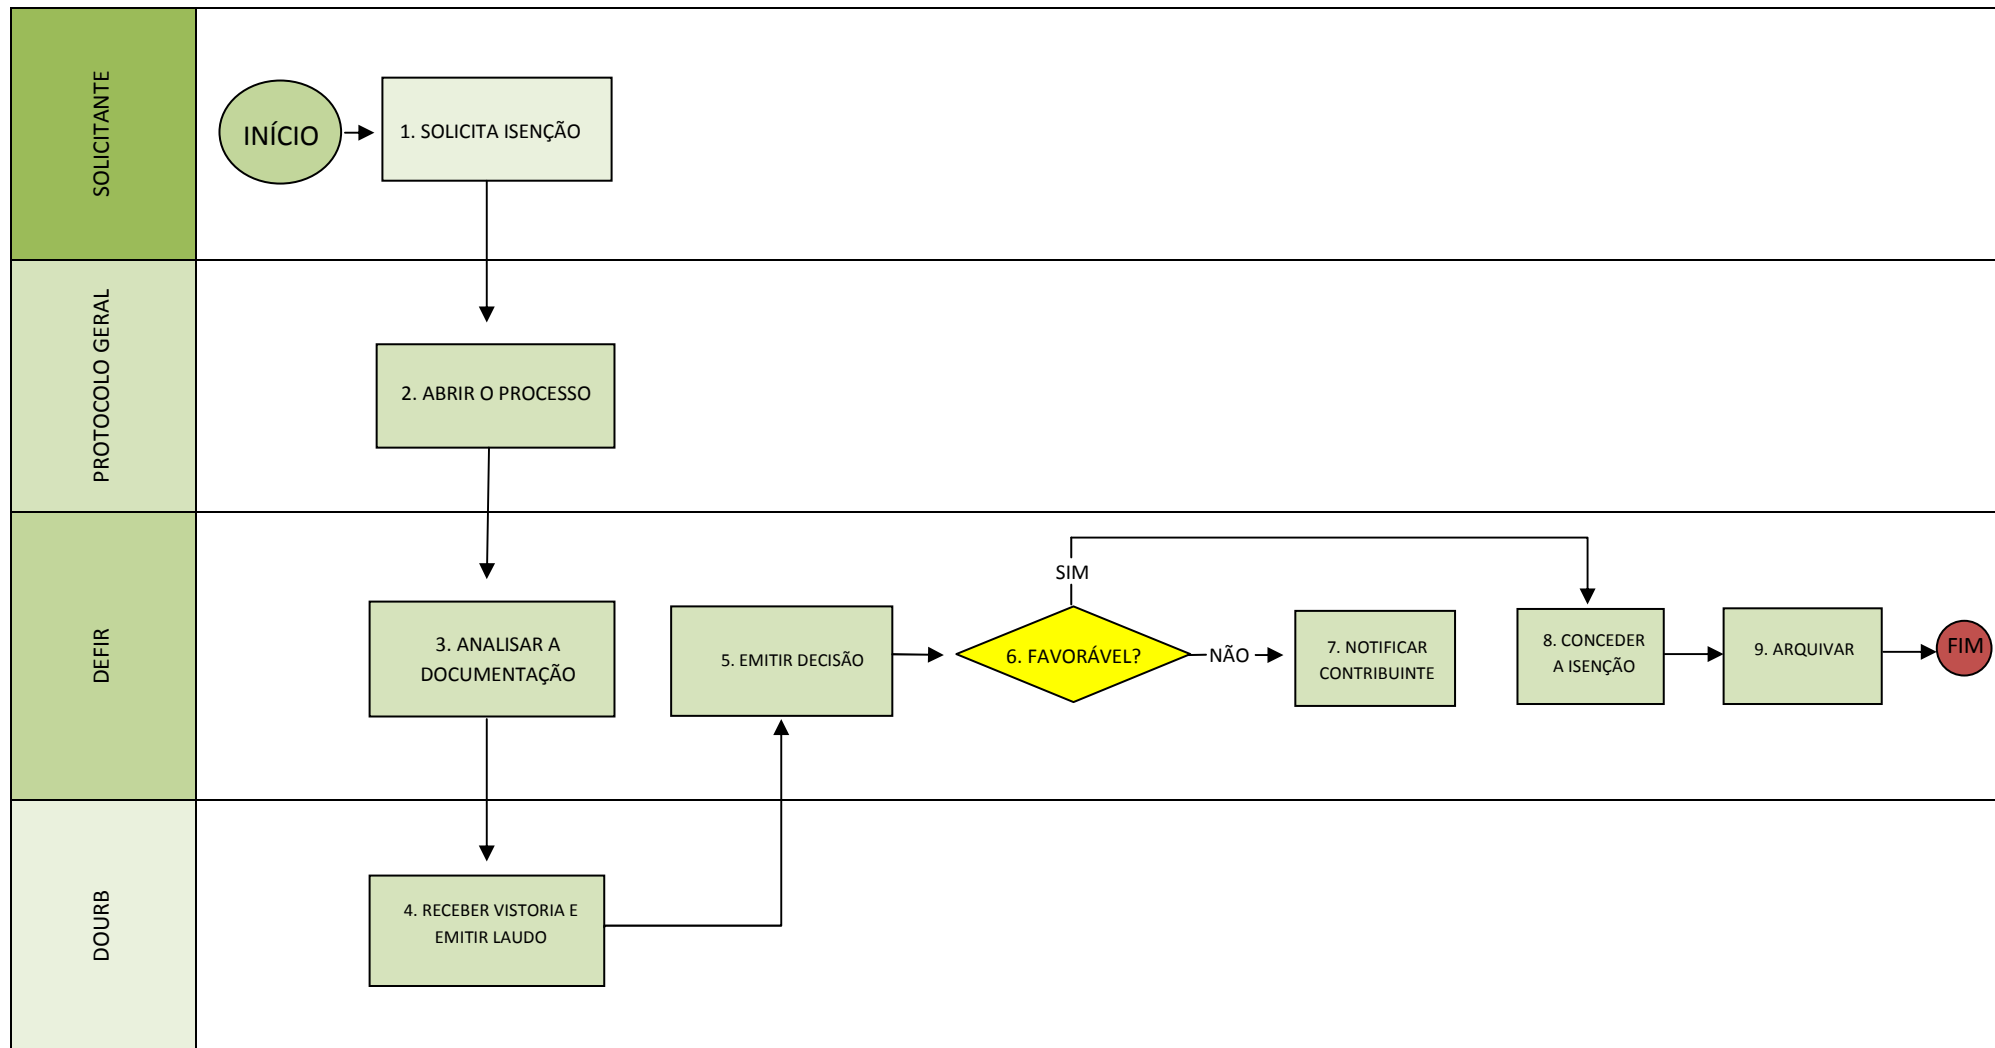 SOLICITANTE
INÍCIO
1. SOLICITA ISENÇÃO
PROTOCOLO GERAL
2. ABRIR O PROCESSO
DEFIR
3. ANALISAR A
DOCUMENTAÇÃO
5. EMITIR DECISÃO
6. FAVORÁVEL?
SIM
NÃO
7. NOTIFICAR
CONTRIBUINTE
8. CONCEDER
A ISENÇÃO
9. ARQUIVAR
FIM
DOURB
4. RECEBER VISTORIA E
EMITIR LAUDO